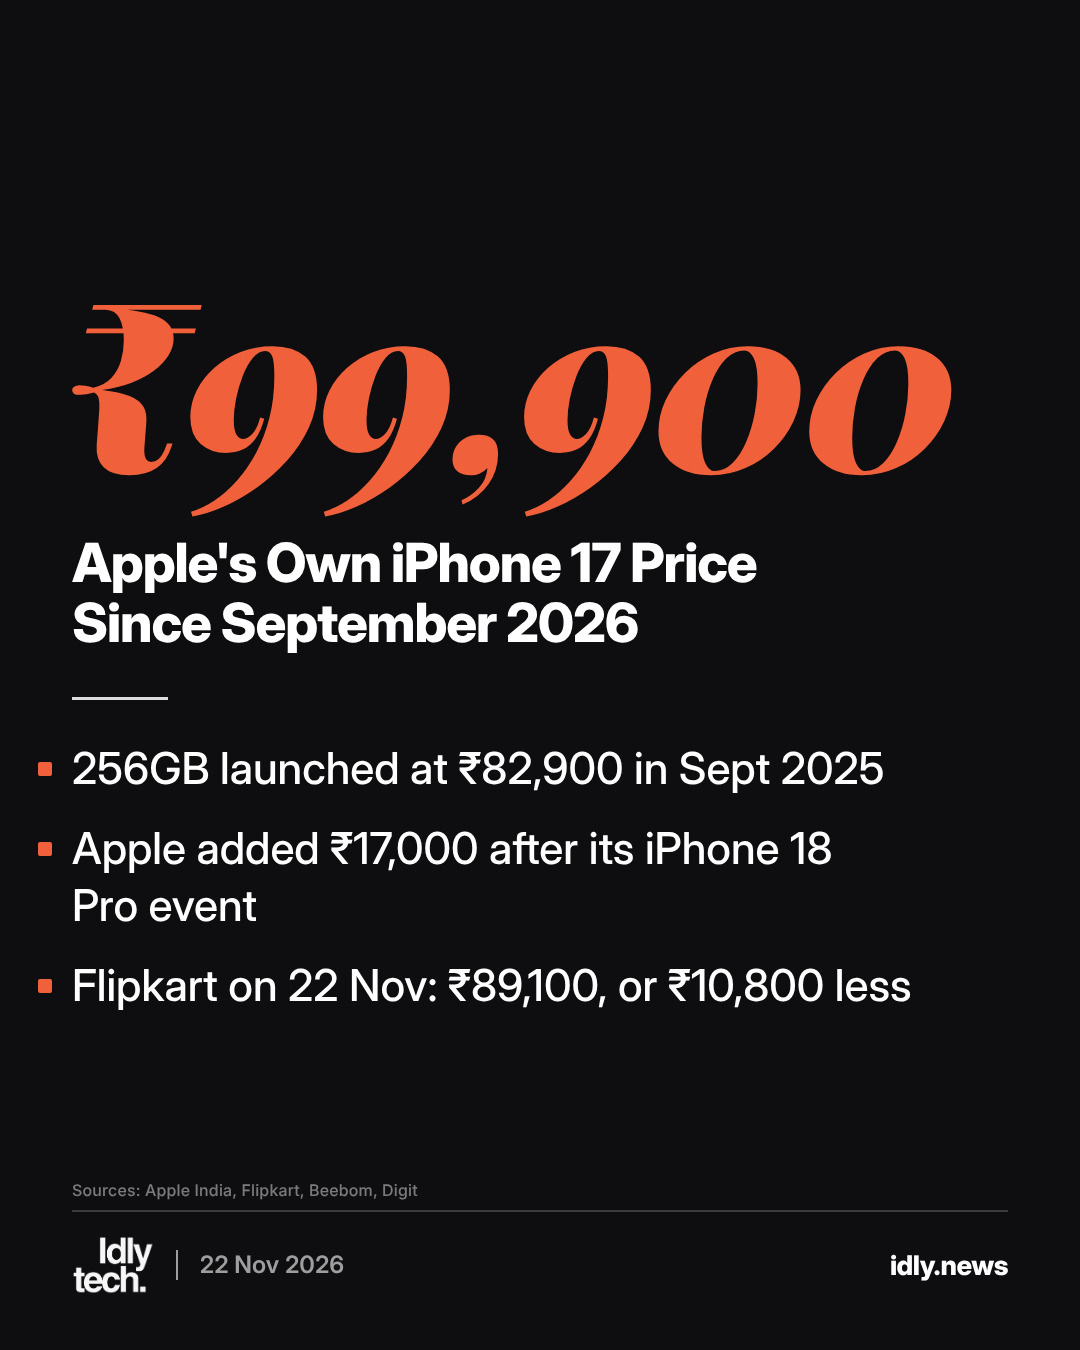 ₹99,900
Apple's Own iPhone 17 Price
Since September 2026
256GB launched at ₹82,900 in Sept 2025
Apple added ₹17,000 after its iPhone 18
Pro event
Flipkart on 22 Nov: ₹89,100, or ₹10,800 less
Sources: Apple India, Flipkart, Beebom, Digit
Idly
tech.
22 Nov 2026
idly.news